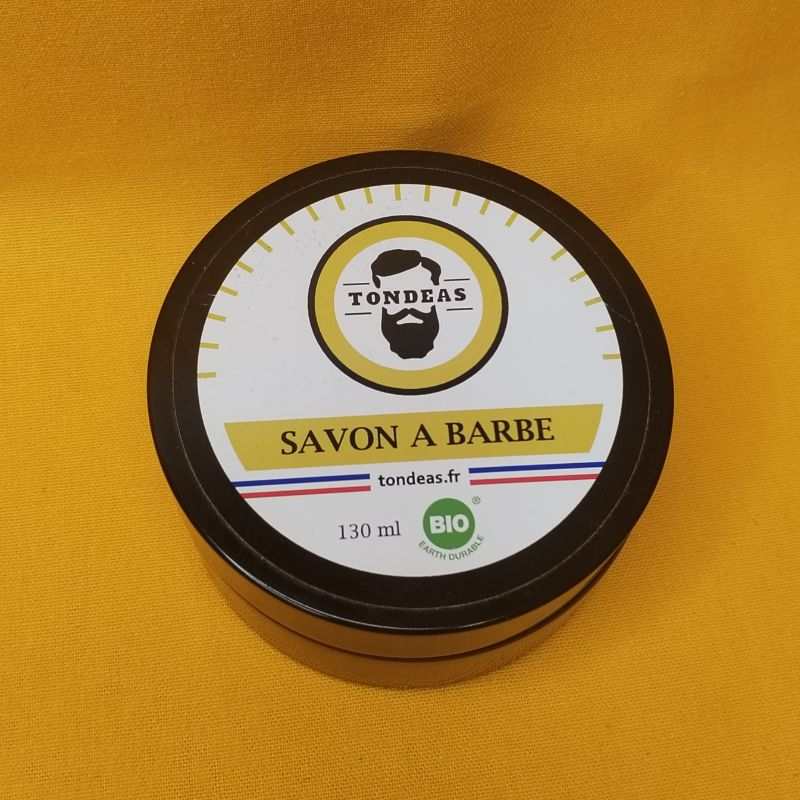 TONDEAS
SAVON A BARBE
tondeas.fr
130 ml
BIO ®
EARTH DURABLE